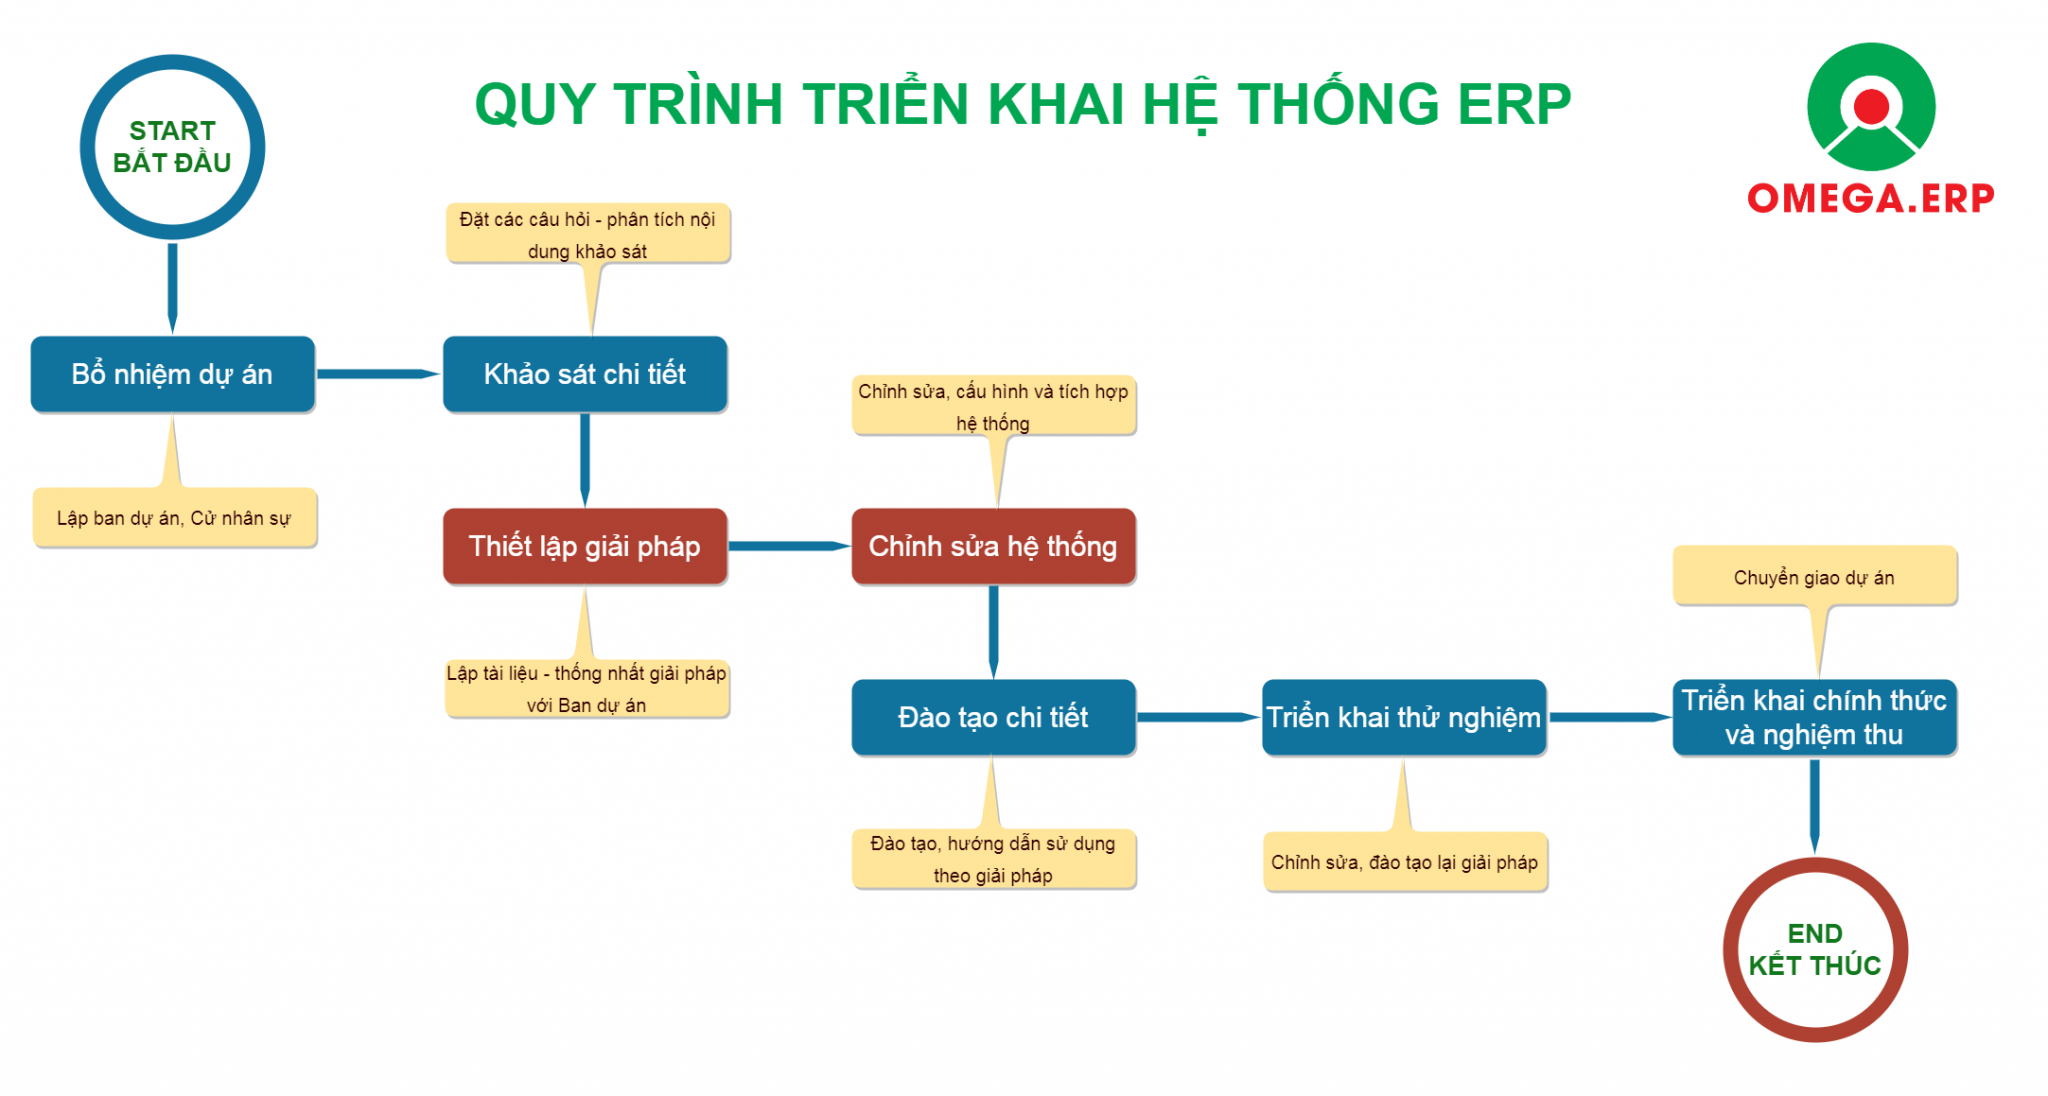 QUY TRÌNH TRIỂN KHAI HỆ THỐNG ERP
OMEGA.ERP
START
BẮT ĐẦU
Đặt các câu hỏi - phân tích nội
dung khảo sát
Bổ nhiệm dự án
Khảo sát chi tiết
Chỉnh sửa, cấu hình và tích hợp
hệ thống
Lập ban dự án, Cử nhân sự
Thiết lập giải pháp
Chỉnh sửa hệ thống
Chuyển giao dự án
Lập tài liệu - thống nhất giải pháp
với Ban dự án
Đào tạo chi tiết
Triển khai thử nghiệm
Triển khai chính thức
và nghiệm thu
Đào tạo, hướng dẫn sử dụng
theo giải pháp
Chỉnh sửa, đào tạo lại giải pháp
END
KẾT THÚC